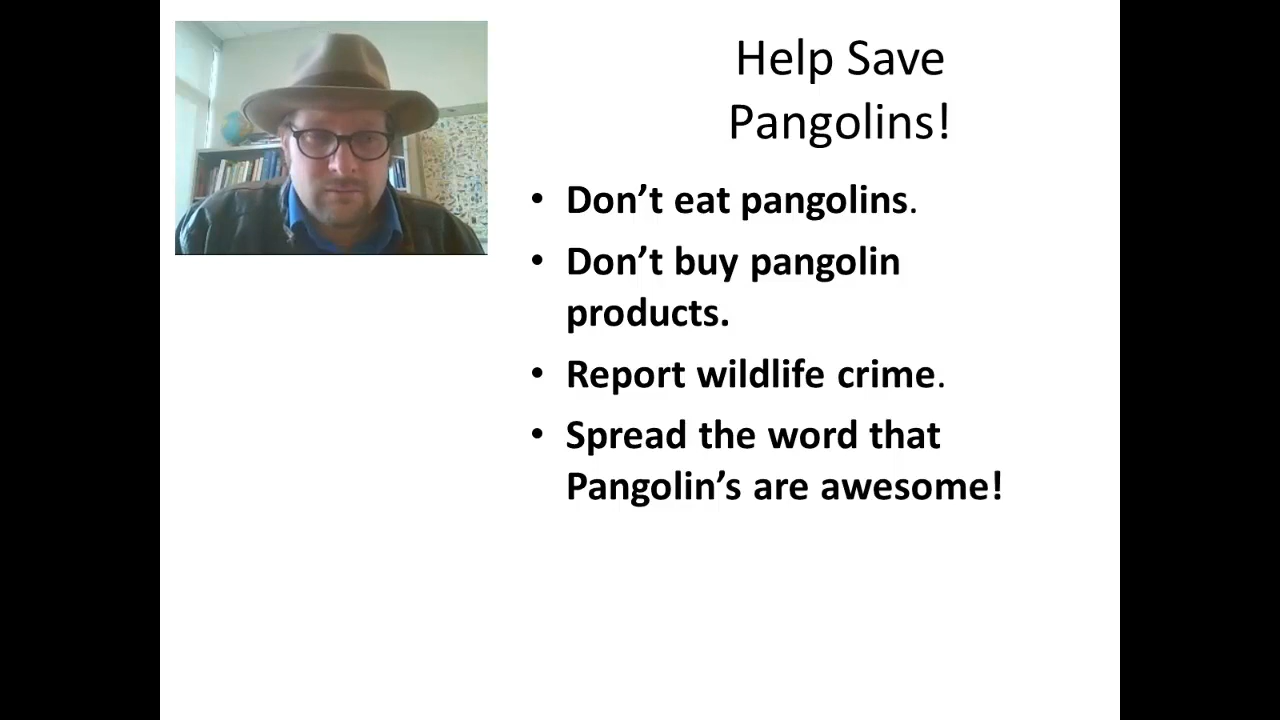 Help Save
Pangolins!
• Don’t eat pangolins.
• Don’t buy pangolin
products.
• Report wildlife crime.
• Spread the word that
Pangolin’s are awesome!